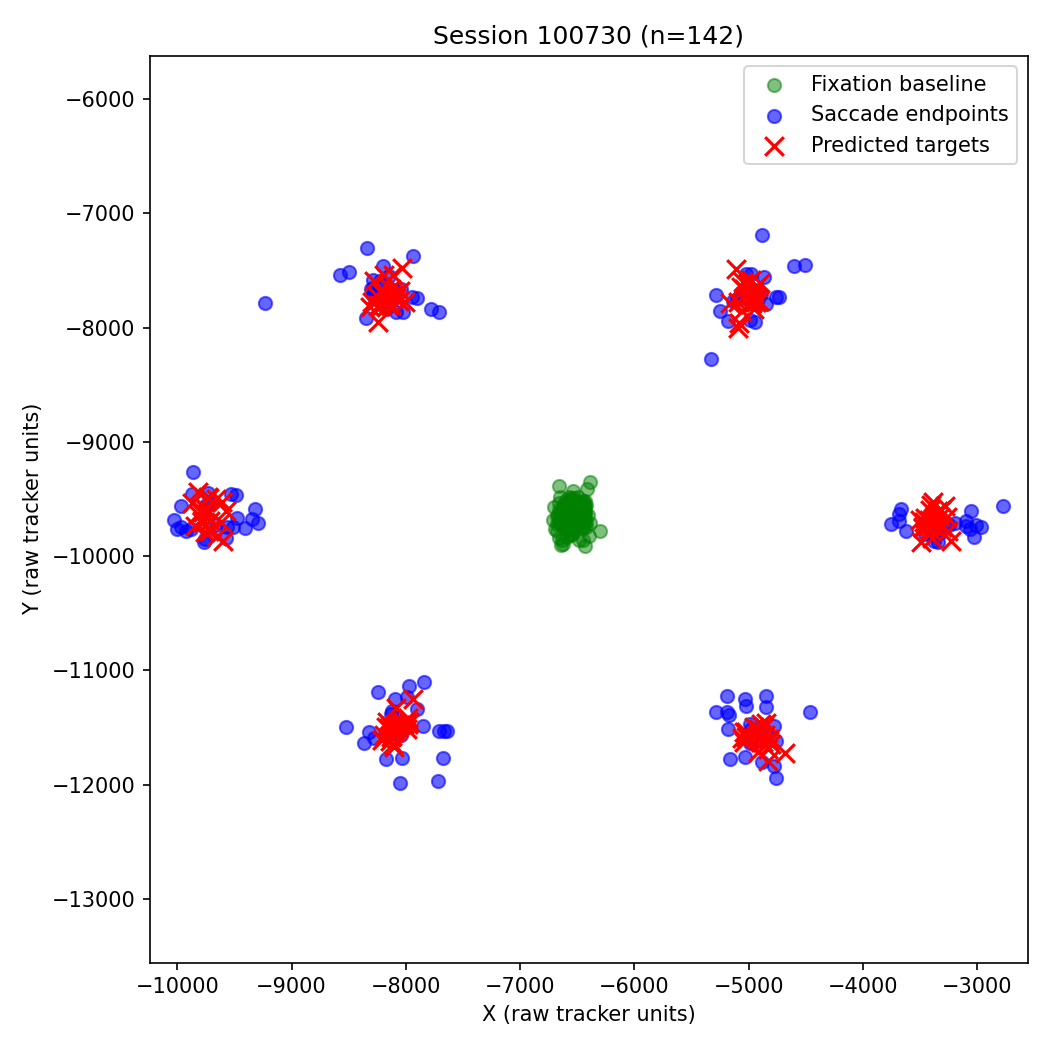 Session 100730 (n=142)
Fixation baseline
Saccade endpoints
Predicted targets
−6000
−7000
−8000
−9000
−10000
−11000
−12000
−13000
Y (raw tracker units)
−10000 −9000 −8000 −7000 −6000 −5000 −4000 −3000
X (raw tracker units)